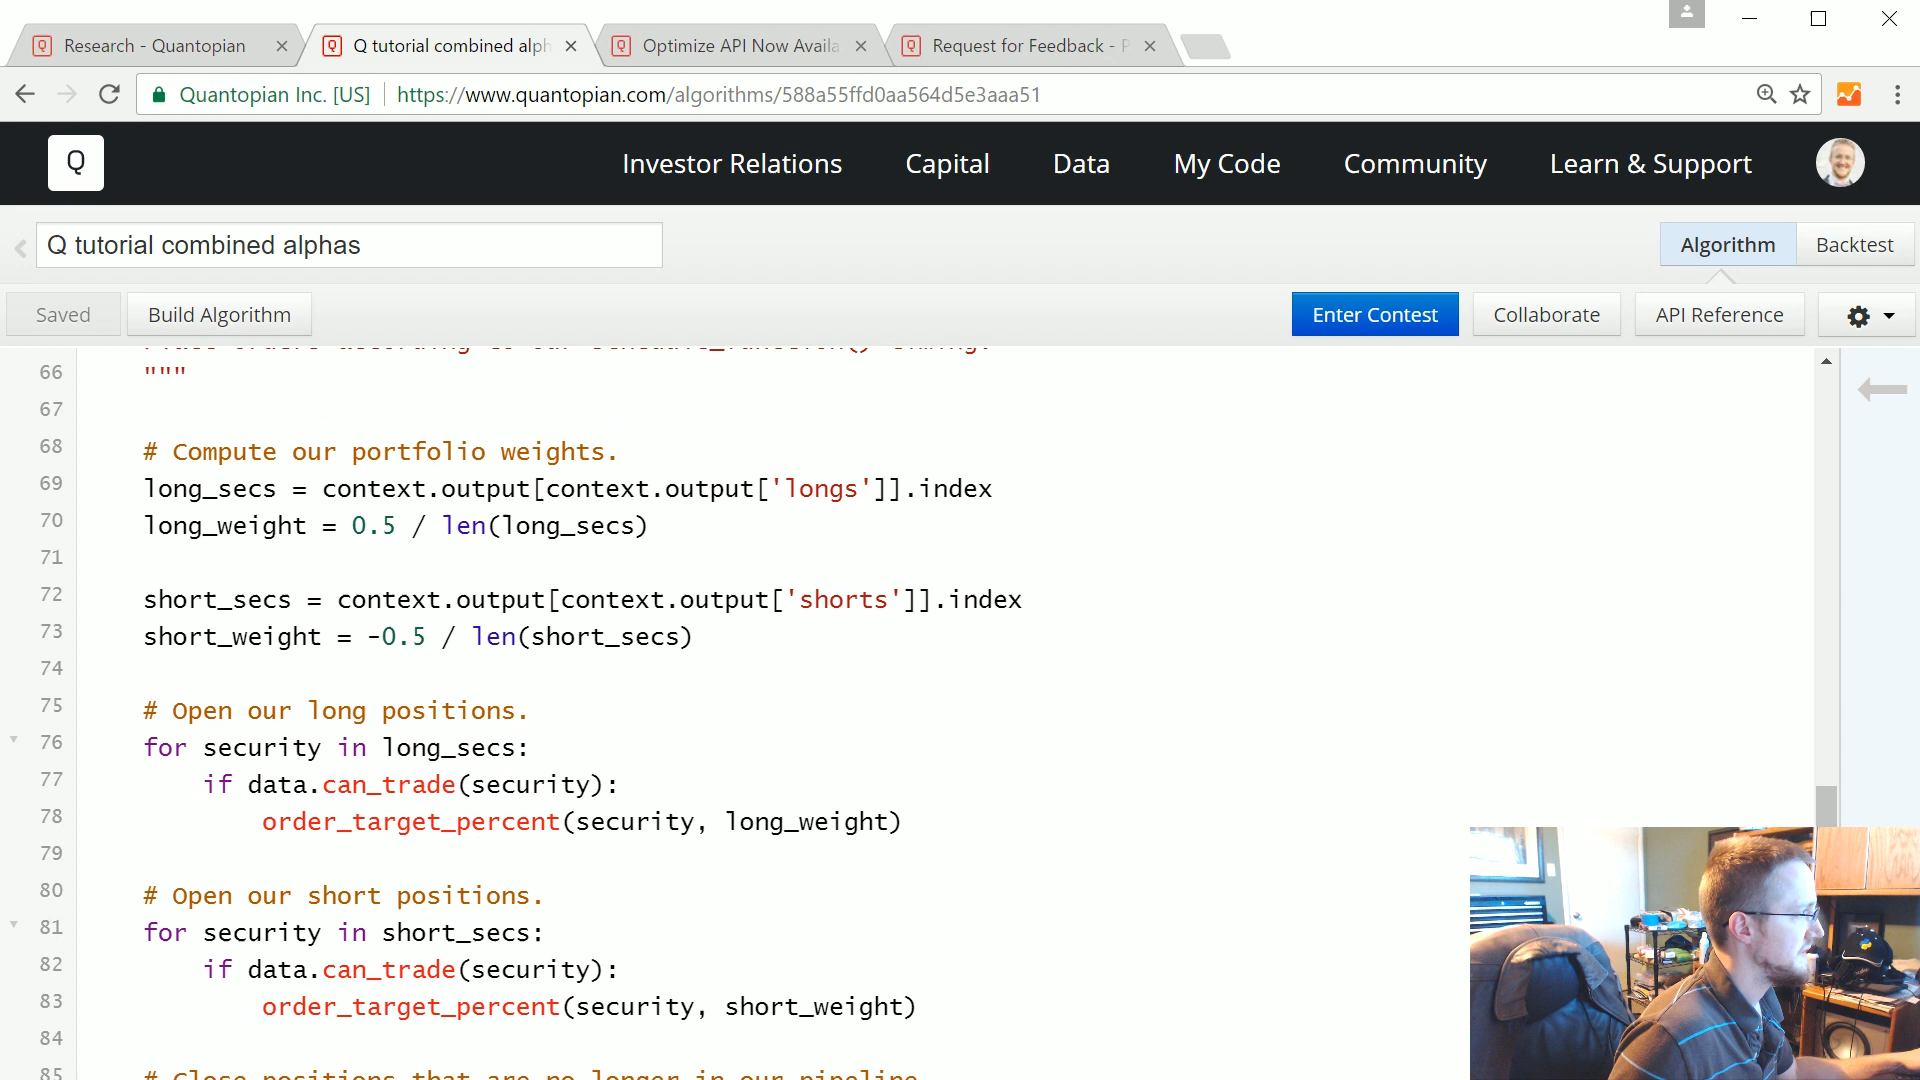 Research - Quantopian
Q tutorial combined alph
Optimize API Now Availa
Request for Feedback - P
Quantopian Inc. [US]
https://www.quantopian.com/algorithms/588a55ffd0aa564d5e3aaa51
Q
Investor Relations
Capital
Data
My Code
Community
Learn & Support
Q tutorial combined alphas
Algorithm
Backtest
Saved
Build Algorithm
Enter Contest
Collaborate
API Reference
66 """
67
68 # Compute our portfolio weights.
69 long_secs = context.output[context.output['longs']].index
70 long_weight = 0.5 / len(long_secs)
71
72 short_secs = context.output[context.output['shorts']].index
73 short_weight = -0.5 / len(short_secs)
74
75 # Open our long positions.
76 for security in long_secs:
77 if data.can_trade(security):
78 order_target_percent(security, long_weight)
79
80 # Open our short positions.
81 for security in short_secs:
82 if data.can_trade(security):
83 order_target_percent(security, short_weight)
84
85 # Close positions that are no longer in our pipeline